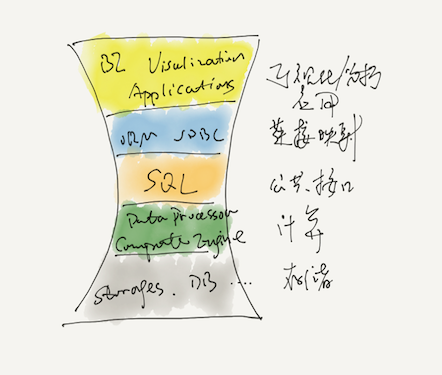 BI Visulization
Applications
可视化/分析
应用
ORM JDBC
连接映射
SQL
公共接口
Data Processor
Compute Engine
计算
Storages. DB ....
存储